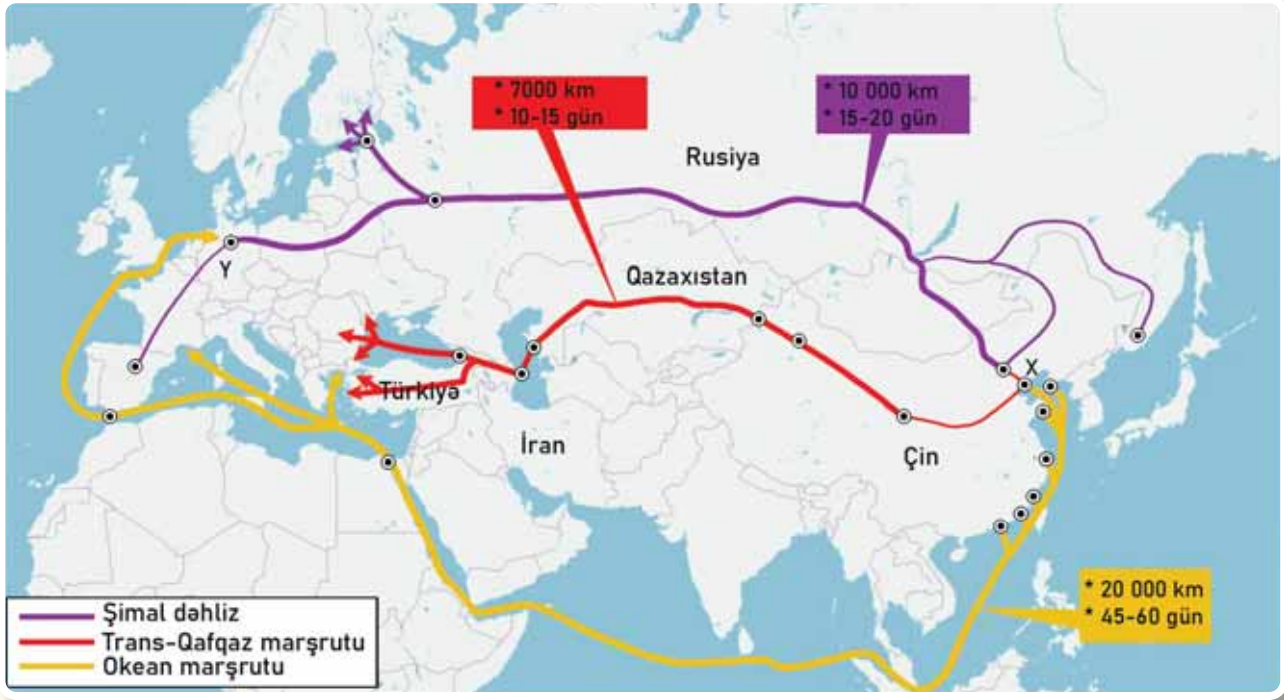 * 7000 km
* 10-15 gün
* 10 000 km
* 15-20 gün
Rusiya
Y
Qazaxıstan
X
Türkiyə
İran
Çin
* 20 000 km
* 45-60 gün
Şimal dəhliz
Trans-Qafqaz marşrutu
Okean marşrutu